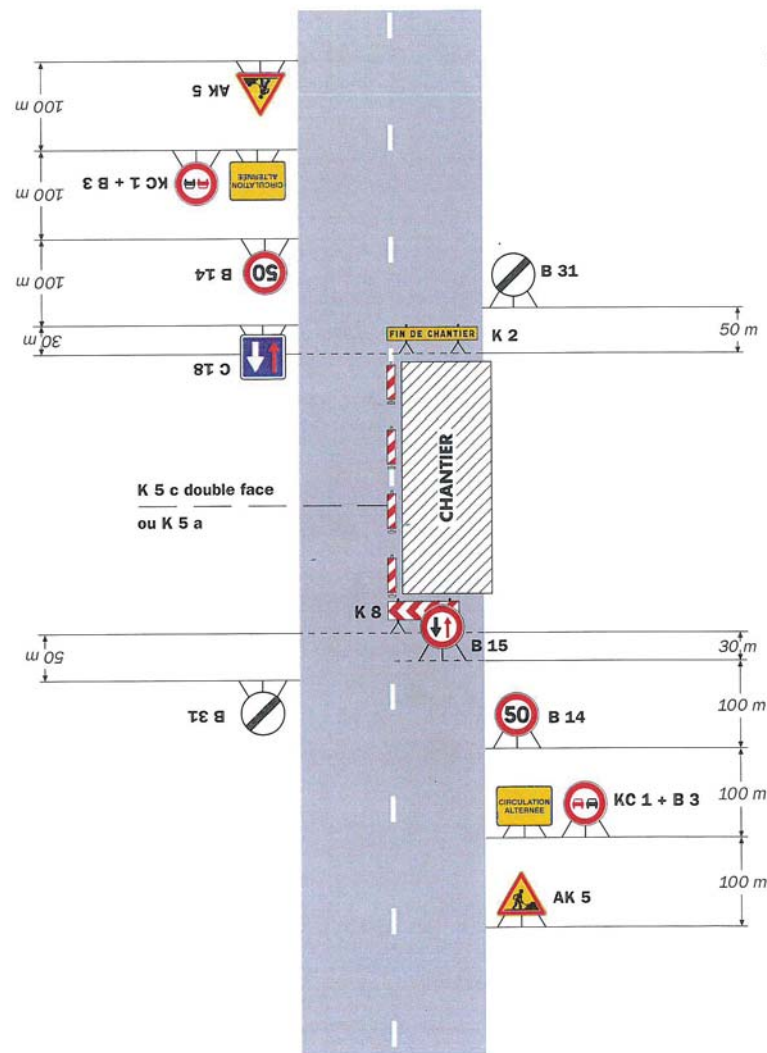 AK 5
100 m
KC 1 + B 3
CIRCULATION
ALTERNÉE
100 m
B 14
50
100 m
C 18
30 m
B 31
50 m
FIN DE CHANTIER
K 2
CHANTIER
K 5 c double face
ou K 5 a
K 8
B 15
30 m
50 m
B 31
50
B 14
100 m
CIRCULATION
ALTERNÉE
KC 1 + B 3
100 m
AK 5
100 m